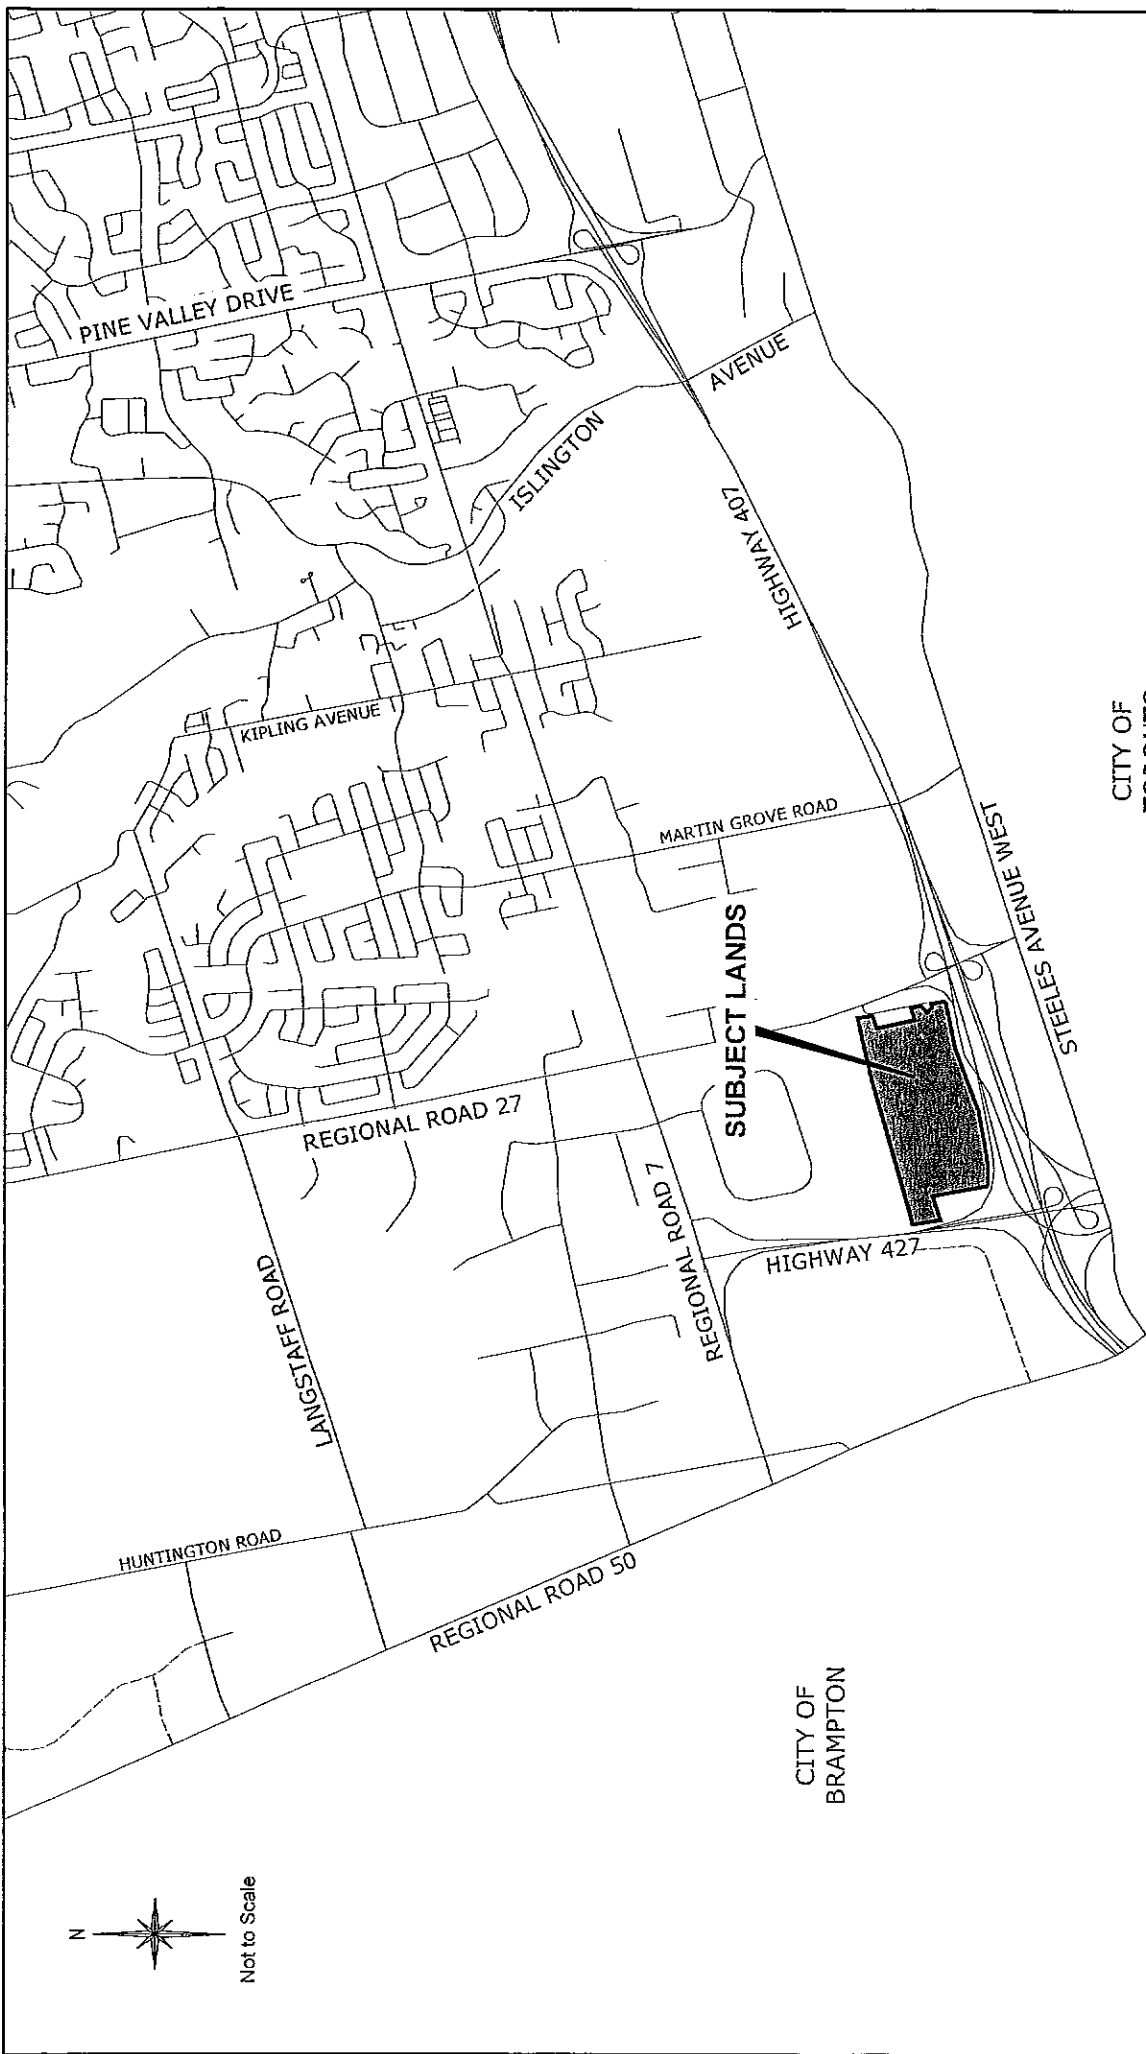 N
Not to Scale
HUNTINGTON ROAD
LANGSTAFF ROAD
REGIONAL ROAD 50
REGIONAL ROAD 27
REGIONAL ROAD 7
HIGHWAY 427
KIPLING AVENUE
PINE VALLEY DRIVE
ISLINGTON
AVENUE
MARTIN GROVE ROAD
HIGHWAY 407
STEELES AVENUE WEST
SUBJECT LANDS
CITY OF
BRAMPTON
CITY OF